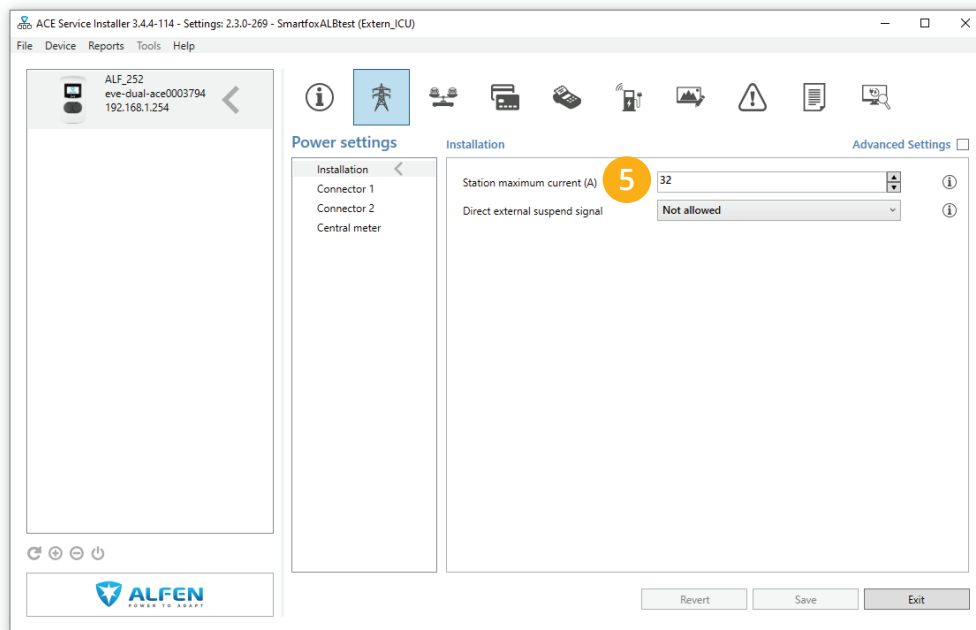 ACE Service Installer 3.4.4-114 - Settings: 2.3.0-269 - SmartfoxALBtest (Extern_ICU)
File Device Reports Tools Help
ALF_252
eve-dual-ace0003794
192.168.1.254
Power settings
Installation
Connector 1
Connector 2
Central meter
Installation
Advanced Settings
Station maximum current (A)
5
32
Direct external suspend signal
Not allowed
ALFEN
POWER TO ADAPT
Revert
Save
Exit